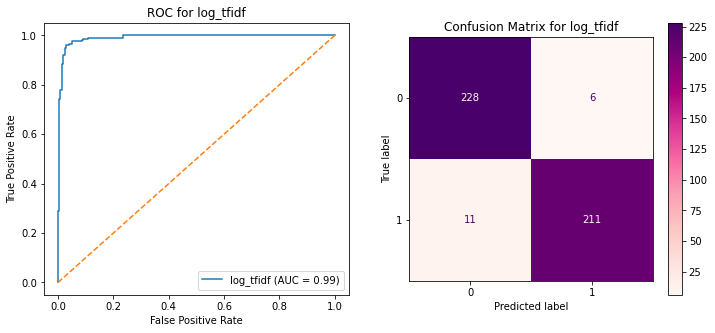 ROC for log_tfidf
1.0
0.8
0.6
0.4
0.2
0.0
True Positive Rate
0.0 0.2 0.4 0.6 0.8 1.0
False Positive Rate
log_tfidf (AUC = 0.99)
Confusion Matrix for log_tfidf
0
1
True label
228 6
11 211
0 1
Predicted label
225
200
175
150
125
100
75
50
25